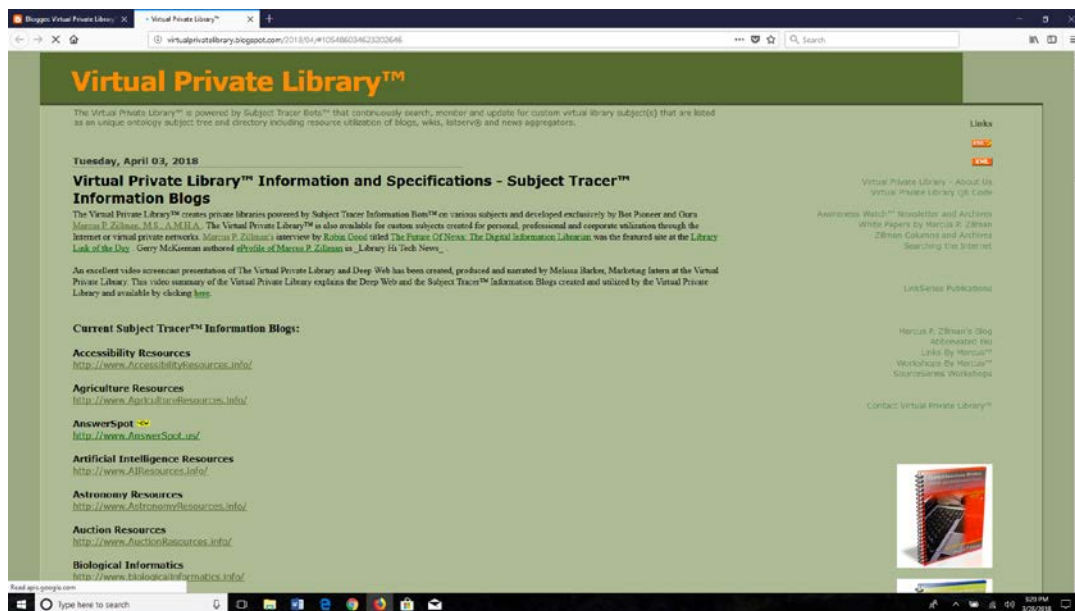 Blogger: Virtual Private Library
Virtual Private Library™
virtualprivatelibrary.blogspot.com/2018/04/#105486034623202646
Search
Virtual Private Library™
The Virtual Private Library™ is powered by Subject Tracer Bots™ that continuously search, monitor and update for custom virtual library subject(s) that are listed
as an unique ontology subject tree and directory including resource utilization of blogs, wikis, listserv® and news aggregators.
Tuesday, April 03, 2018
Virtual Private Library™ Information and Specifications - Subject Tracer™
Information Blogs
The Virtual Private Library™ creates private libraries powered by Subject Tracer Information Bots™ on various subjects and developed exclusively by Bot Pioneer and Guru
Marcus P. Zillman, M.S., A.M.H.A. The Virtual Private Library™ is also available for custom subjects created for personal, professional and corporate utilization through the
Internet or virtual private networks. Marcus P. Zillman's interview by Robin Good titled The Future Of News: The Digital Information Librarian was the featured site at the Library
Link of the Day . Gerry McKiernan authored eProfile of Marcus P. Zillman in _Library Hi Tech News_ .
An excellent video screencast presentation of The Virtual Private Library and Deep Web has been created, produced and narrated by Melissa Barker, Marketing Intern at the Virtual
Private Library. This video summary of the Virtual Private Library explains the Deep Web and the Subject Tracer™ Information Blogs created and utilized by the Virtual Private
Library and available by clicking here.
Current Subject Tracer™ Information Blogs:
Accessibility Resources
http://www.AccessibilityResources.info/
Agriculture Resources
http://www.AgricultureResources.info/
AnswerSpot
http://www.AnswerSpot.us/
Artificial Intelligence Resources
http://www.AIResources.info/
Astronomy Resources
http://www.AstronomyResources.info/
Auction Resources
http://www.AuctionResources.info/
Biological Informatics
http://www.biologicalinformatics.info/
Links
XML
Virtual Private Library - About Us
Virtual Private Library QR Code
Awareness Watch™ Newsletter and Archives
White Papers by Marcus P. Zillman
Zillman Columns and Archives
Searching the Internet
LinkSeries Publications
Marcus P. Zillman's Blog
Links By Marcus™
Workshops By Marcus™
Contact Virtual Private Library™
Read apis.google.com
Type here to search
3/28/2018